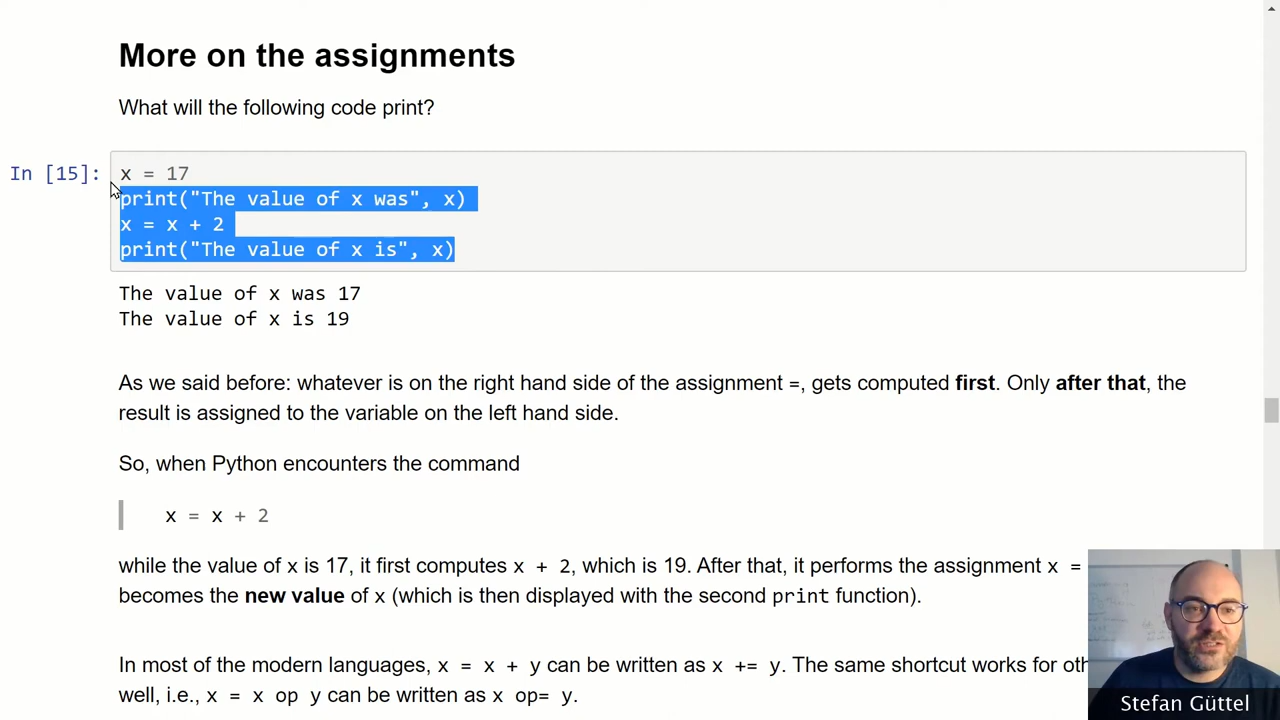 More on the assignments
What will the following code print?
In [15]:
x = 17
print("The value of x was", x)
x = x + 2
print("The value of x is", x)
The value of x was 17
The value of x is 19
As we said before: whatever is on the right hand side of the assignment =, gets computed first. Only after that, the
result is assigned to the variable on the left hand side.
So, when Python encounters the command
x = x + 2
while the value of x is 17, it first computes x + 2, which is 19. After that, it performs the assignment x =
becomes the new value of x (which is then displayed with the second print function).
In most of the modern languages, x = x + y can be written as x += y. The same shortcut works for
well, i.e., x = x op y can be written as x op= y.
Stefan Güttel